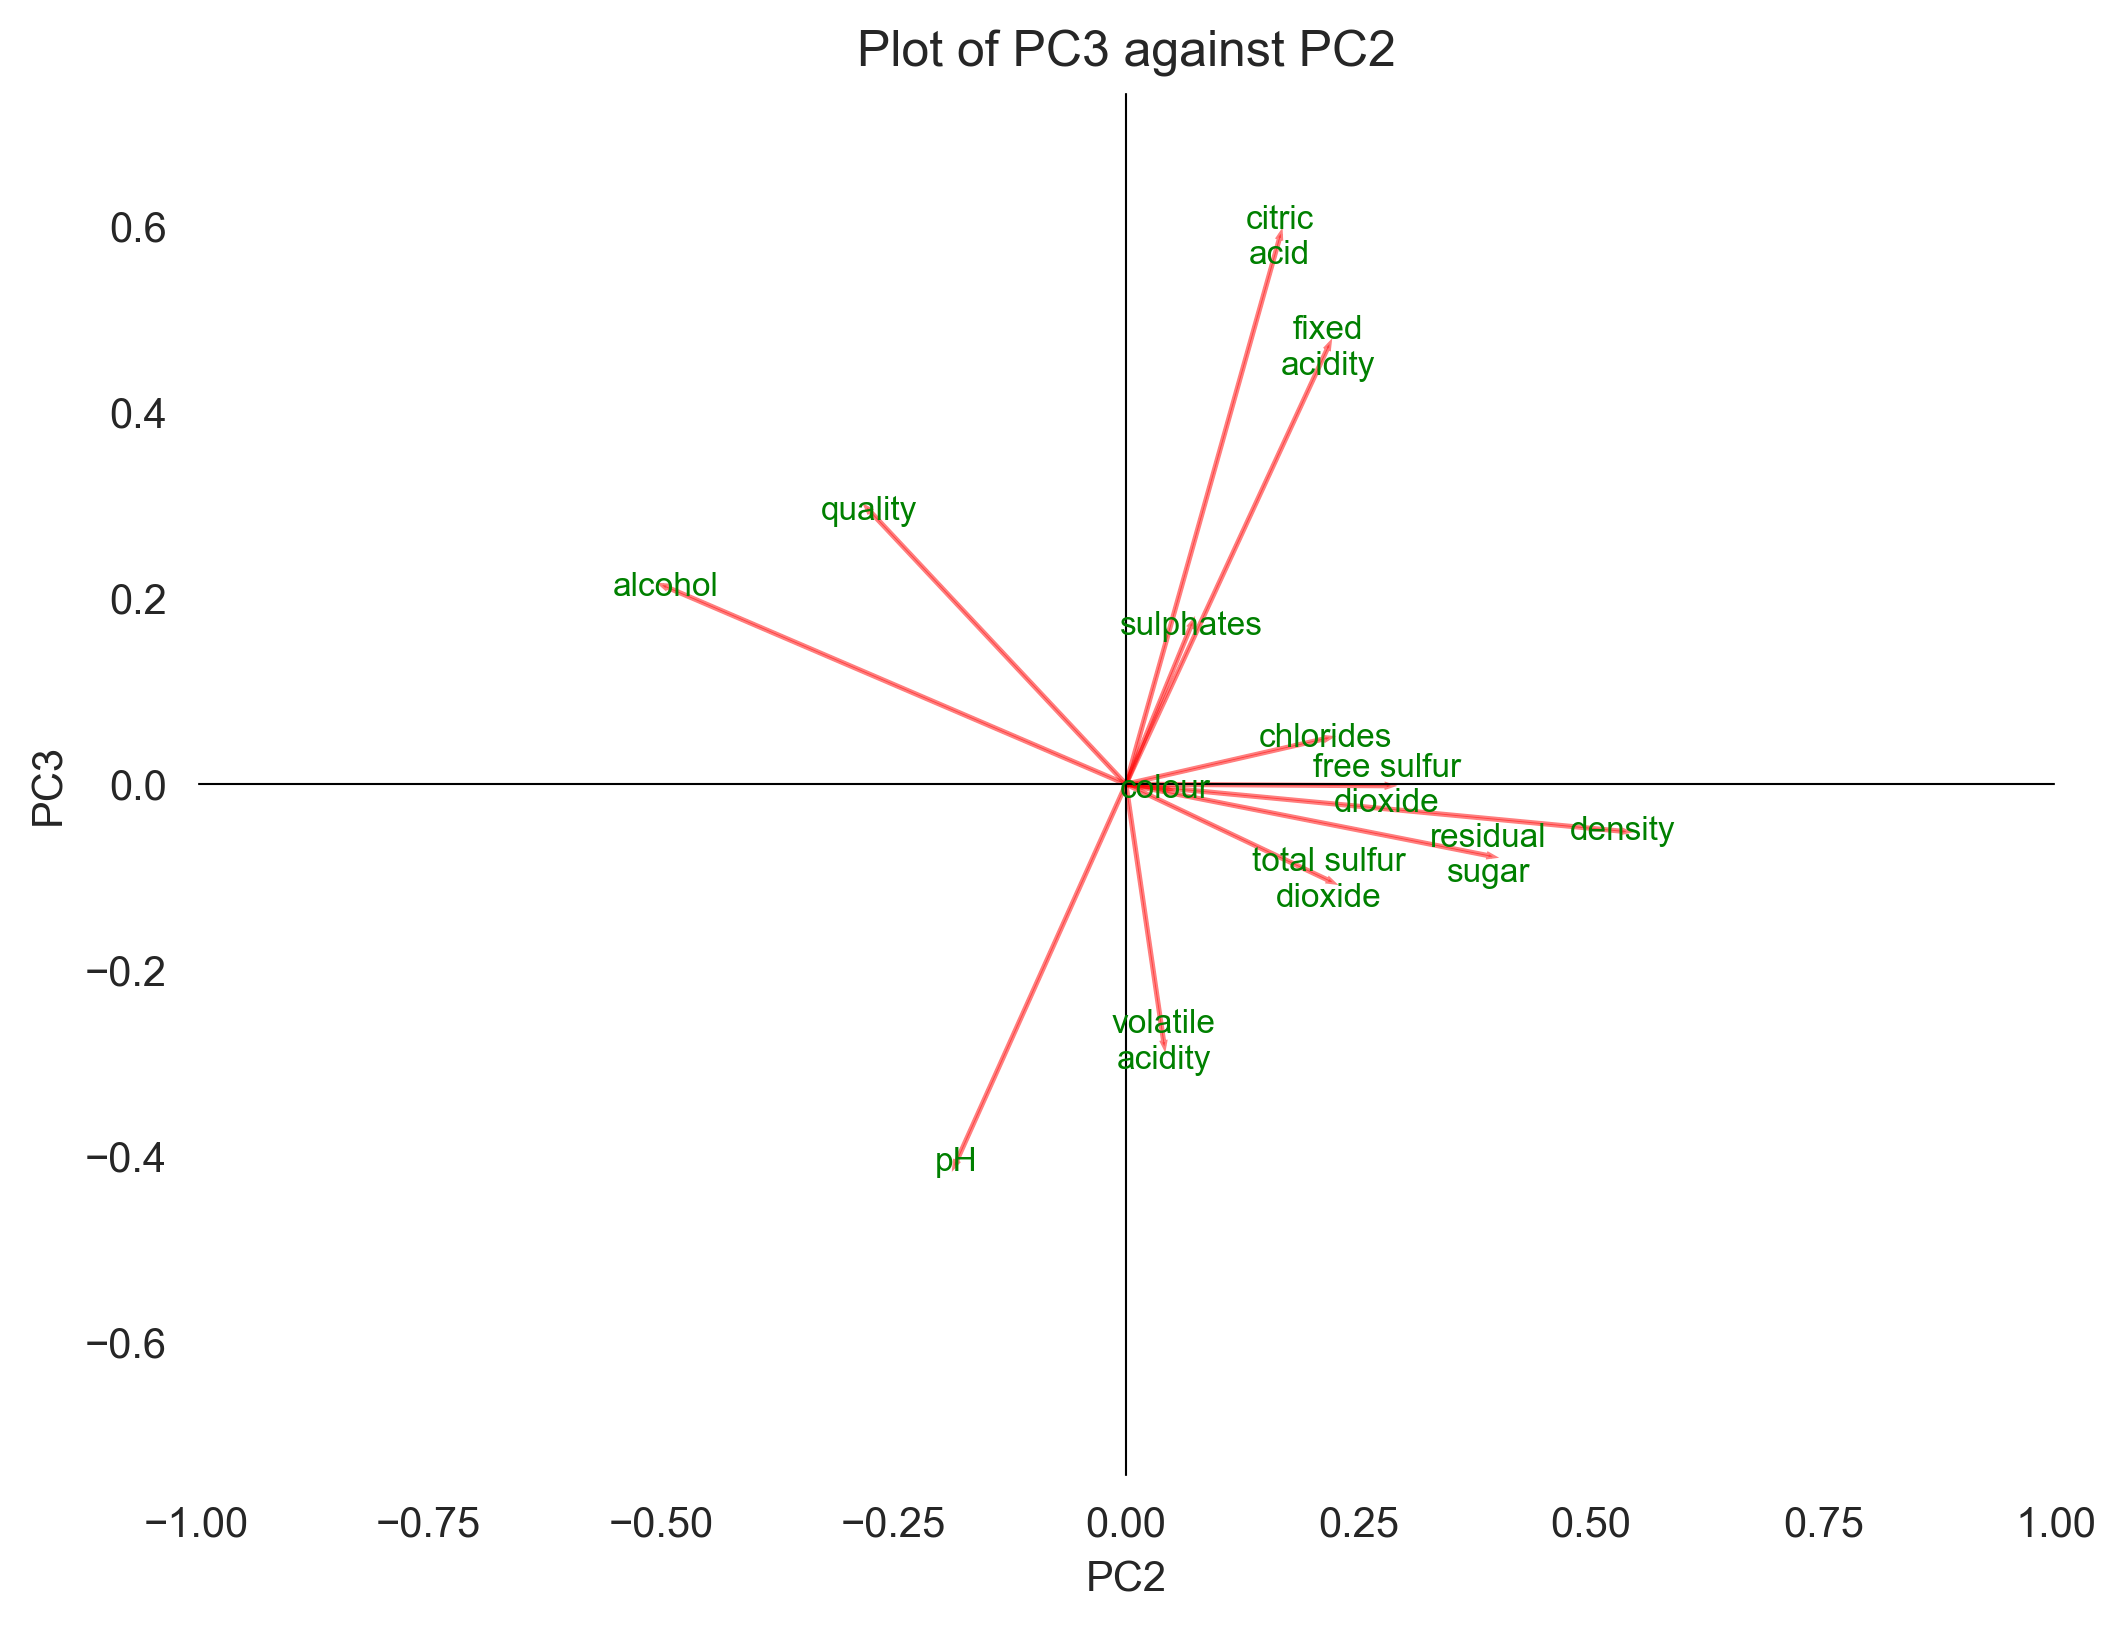 Plot of PC3 against PC2
citric
acid
fixed
acidity
quality
alcohol
sulphates
chlorides
free sulfur
dioxide
colour
density
residual
sugar
total sulfur
dioxide
volatile
acidity
pH
0.6
0.4
0.2
0.0
−0.2
−0.4
−0.6
PC3
−1.00
−0.75
−0.50
−0.25
0.00
0.25
0.50
0.75
1.00
PC2